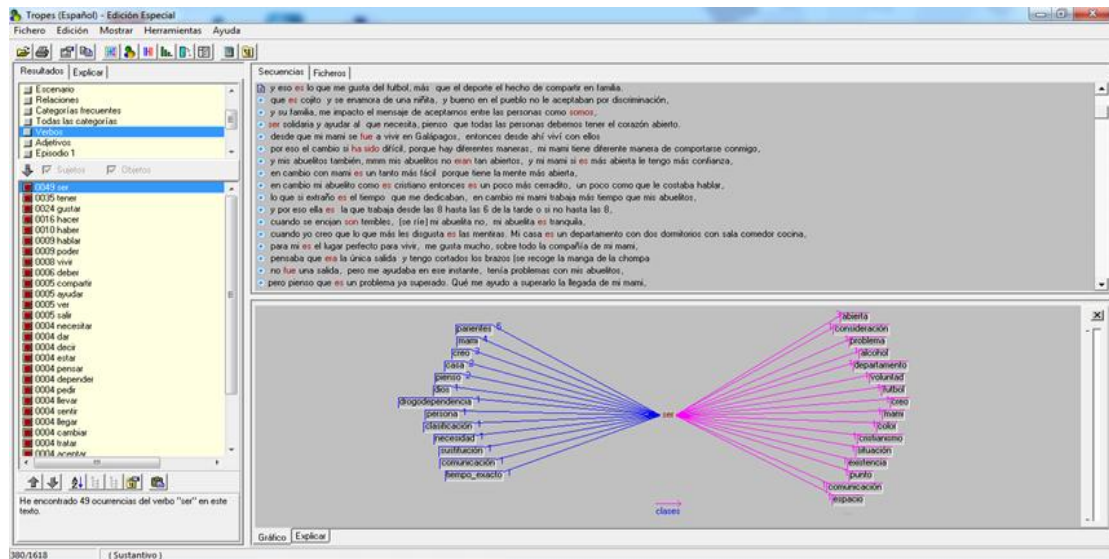 Tropes (Español) - Edición Especial
Fichero Edición Mostrar Herramientas Ayuda
Resultados Explicar
Escenario
Relaciones
Categorías frecuentes
Todas las categorías
Verbos
Adjetivos
Episodio 1
Sujetos Objetos
0049 ser
0035 tener
0024 gustar
0016 hacer
0010 haber
0009 hablar
0009 poder
0008 vivir
0006 deber
0005 compartir
0005 ayudar
0005 ver
0005 salir
0004 necesitar
0004 dar
0004 decir
0004 estar
0004 pensar
0004 depender
0004 pedir
0004 llevar
0004 sentir
0004 llegar
0004 cambiar
0004 tratar
0004 aceptar
He encontrado 49 ocurrencias del verbo "ser" en este
texto.
Secuencias Ficheros
y eso es lo que me gusta del futbol, más que el deporte el hecho de compartir en familia.
que es cojito y se enamora de una niñita, y bueno en el pueblo no le aceptaban por discriminación,
y su familia, me impacto el mensaje de aceptarnos entre las personas como somos,
ser solidaria y ayudar al que necesita, pienso que todas las personas debemos tener el corazón abierto.
desde que mi mami se fue a vivir en Galápagos, entonces desde ahí viví con ellos
por eso el cambio si ha sido difícil, porque hay diferentes maneras, mi mami tiene diferente manera de comportarse conmigo,
y mis abuelitos también, mmm mis abuelitos no eran tan abiertos, y mi mami si es más abierta le tengo más confianza,
en cambio con mami es un tanto más fácil porque tiene la mente más abierta,
en cambio mi abuelito como es cristiano entonces es un poco más cerradito, un poco como que le costaba hablar,
lo que si extraño es el tiempo que me dedicaban, en cambio mi mami trabaja más tiempo que mis abuelitos,
y por eso ella es la que trabaja desde las 8 hasta las 6 de la tarde o si no hasta las 8,
cuando se enojan son terribles, (se ríe) mi abuelita no, mi abuelita es tranquila,
cuando yo creo que lo que más les disgusta es las mentiras. Mi casa es un departamento con dos dormitorios con sala comedor cocina,
para mi es el lugar perfecto para vivir, me gusta mucho, sobre todo la compañía de mi mami,
pensaba que era la única salida y tengo cortados los brazos (se recoge la manga de la chompa
no fue una salida, pero me ayudaba en ese instante, tenía problemas con mis abuelitos,
pero pienso que es un problema ya superado. Qué me ayudo a superarlo la llegada de mi mami,
parientes 6
mami 4
creo 3
casa 2
pienso 2
dios 1
drogodependencia 1
persona 1
clasificación 1
necesidad 1
sustitución 1
comunicación 1
tiempo_exacto 1
ser
abierta
consideración
problema
alcohol
departamento
voluntad
futbol
creo
mami
color
cristianismo
situación
existencia
punto
comunicación
espacio
clases
Gráfico Explicar
380/1618 (Sustantivo)